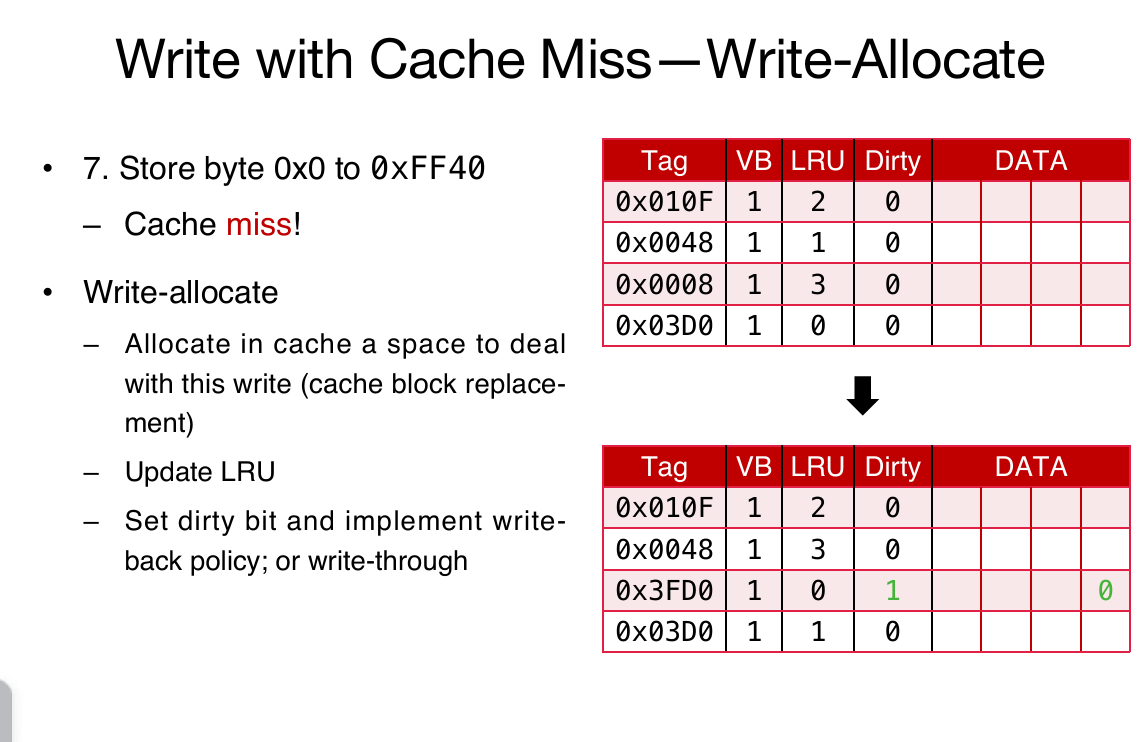 Write with Cache Miss—Write-Allocate
• 7. Store byte 0x0 to 0xFF40
– Cache miss!
• Write-allocate
– Allocate in cache a space to deal
with this write (cache block replace-
ment)
– Update LRU
– Set dirty bit and implement write-
back policy; or write-through
Tag VB LRU Dirty DATA
0x010F 1 2 0
0x0048 1 1 0
0x0008 1 3 0
0x03D0 1 0 0
Tag VB LRU Dirty DATA
0x010F 1 2 0
0x0048 1 3 0
0x3FD0 1 0 1 0
0x03D0 1 1 0